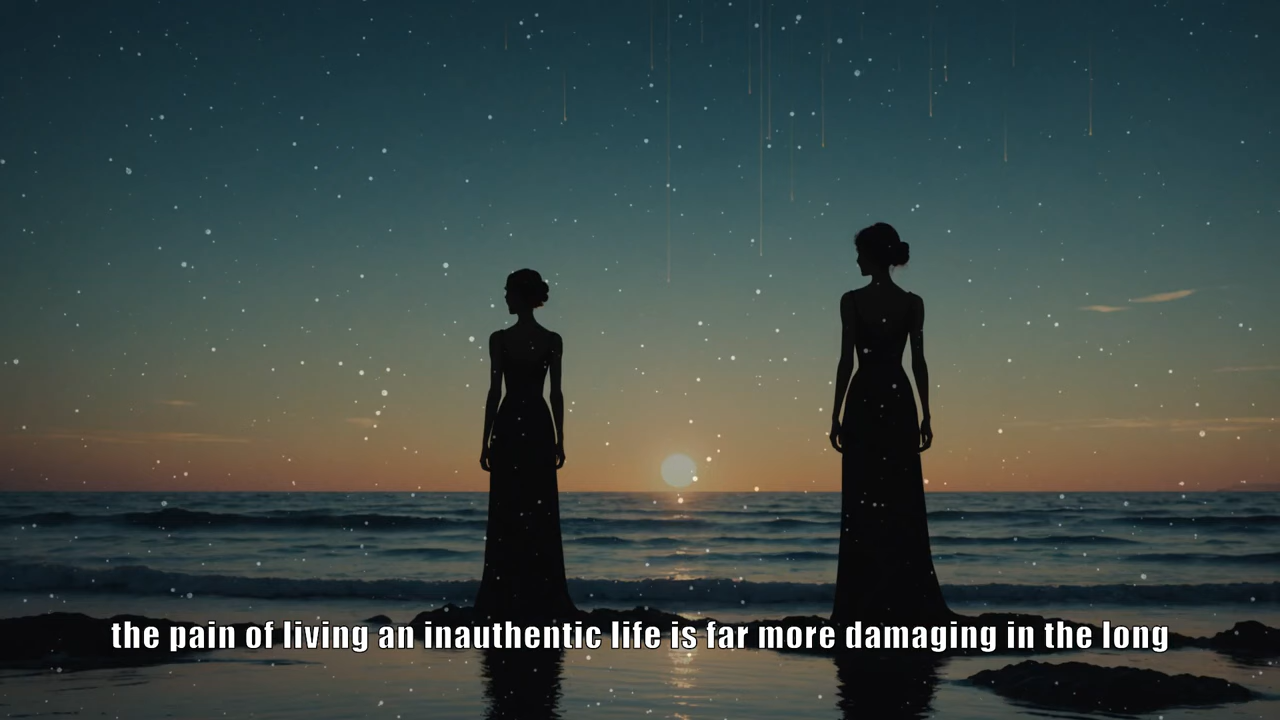 the pain of living an inauthentic life is far more damaging in the long